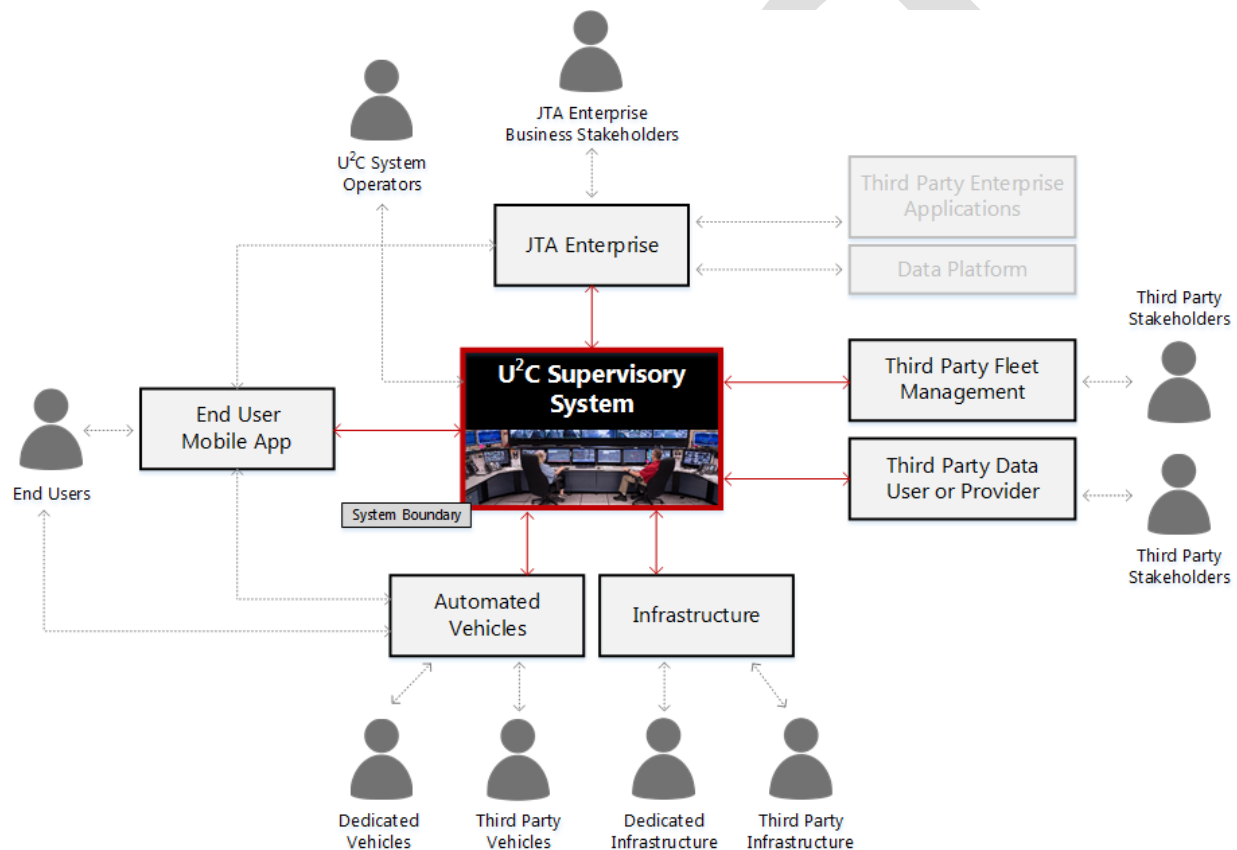 JTA Enterprise
Business Stakeholders
U²C System
Operators
Third Party Enterprise
Applications
JTA Enterprise
Data Platform
Third Party
Stakeholders
U²C Supervisory
System
Third Party Fleet
Management
End User
Mobile App
Third Party Data
User or Provider
End Users
System Boundary
Third Party
Stakeholders
Automated
Vehicles
Infrastructure
Dedicated
Vehicles
Third Party
Vehicles
Dedicated
Infrastructure
Third Party
Infrastructure